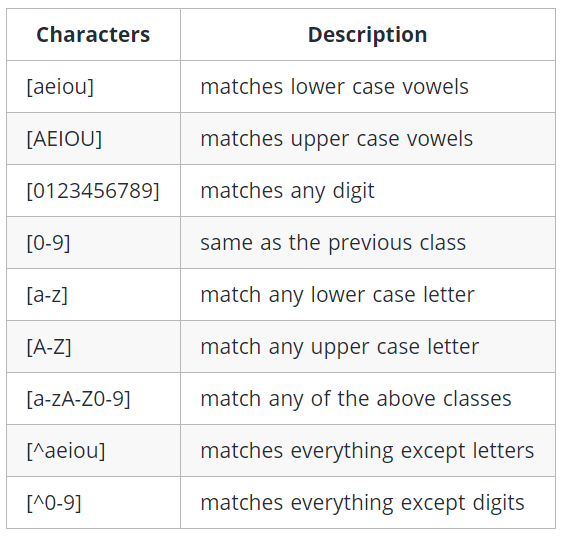 Characters Description
[aeiou] matches lower case vowels
[AEIOU] matches upper case vowels
[0123456789] matches any digit
[0-9] same as the previous class
[a-z] match any lower case letter
[A-Z] match any upper case letter
[a-zA-Z0-9] match any of the above classes
[^aeiou] matches everything except letters
[^0-9] matches everything except digits